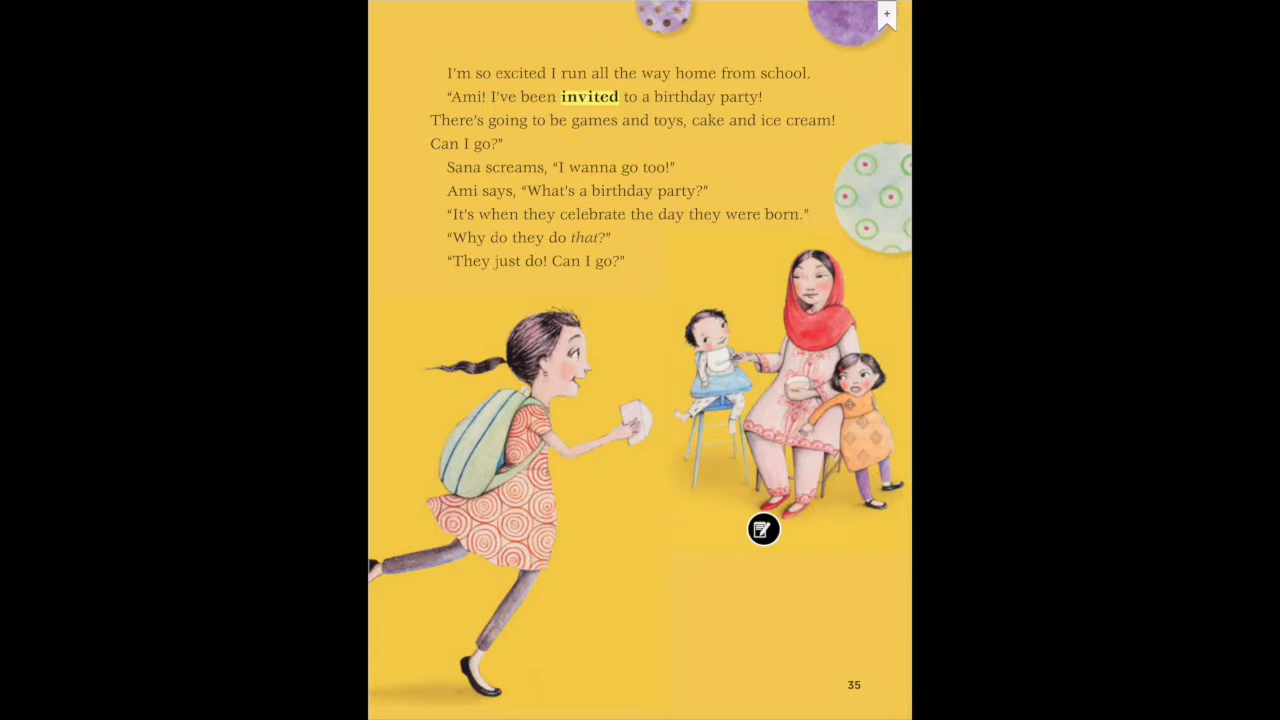 I'm so excited I run all the way home from school.
“Ami! I've been invited to a birthday party!
There's going to be games and toys, cake and ice cream!
Can I go?”
Sana screams, “I wanna go too!”
Ami says, “What's a birthday party?”
“It's when they celebrate the day they were born.”
“Why do they do that?”
“They just do! Can I go?”
35